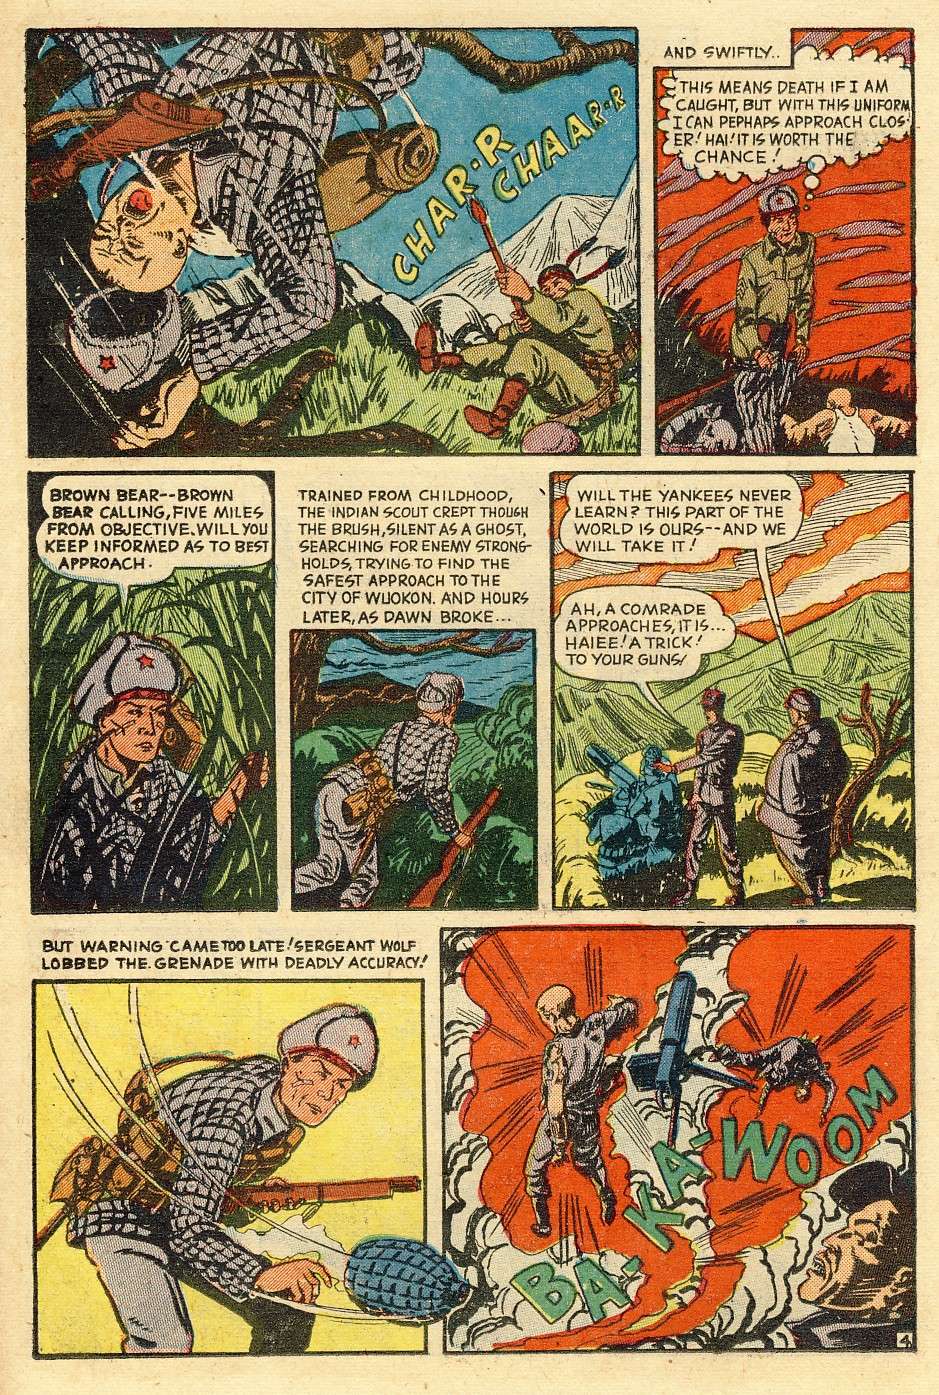 CHAR-R
CHAAR-R-R
AND SWIFTLY..
THIS MEANS DEATH IF I AM
CAUGHT, BUT WITH THIS UNIFORM
I CAN PEPHAPS APPROACH CLOS-
ER! HAI! IT IS WORTH THE
CHANCE!
BROWN BEAR--BROWN
BEAR CALLING, FIVE MILES
FROM OBJECTIVE. WILL YOU
KEEP INFORMED AS TO BEST
APPROACH.
TRAINED FROM CHILDHOOD,
THE INDIAN SCOUT CREPT THOUGH
THE BRUSH, SILENT AS A GHOST,
SEARCHING FOR ENEMY STRONG-
HOLDS, TRYING TO FIND THE
SAFEST APPROACH TO THE
CITY OF WIJOKON. AND HOURS
LATER, AS DAWN BROKE...
WILL THE YANKEES NEVER
LEARN? THIS PART OF THE
WORLD IS OURS--AND WE
WILL TAKE IT!
AH, A COMRADE
APPROACHES, IT IS...
HAIEE! A TRICK!
TO YOUR GUNS!
BUT WARNING CAME TOO LATE! SERGEANT WOLF
LOBBED THE GRENADE WITH DEADLY ACCURACY!
BA-KA-WOOM
4